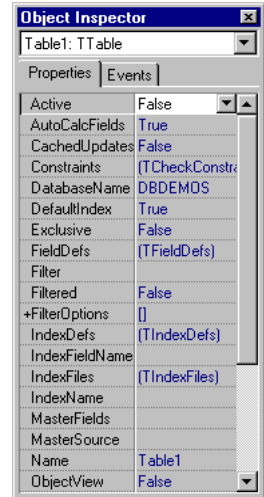 Object Inspector
Table1: TTable
Properties Events
Active False
AutoCalcFields True
CachedUpdates False
Constraints (TCheckConstra
DatabaseName DBDEMOS
DefaultIndex True
Exclusive False
FieldDefs (TFieldDefs)
Filter
Filtered False
+FilterOptions []
IndexDefs (TIndexDefs)
IndexFieldName
IndexFiles (TIndexFiles)
IndexName
MasterFields
MasterSource
Name Table1
ObjectView False